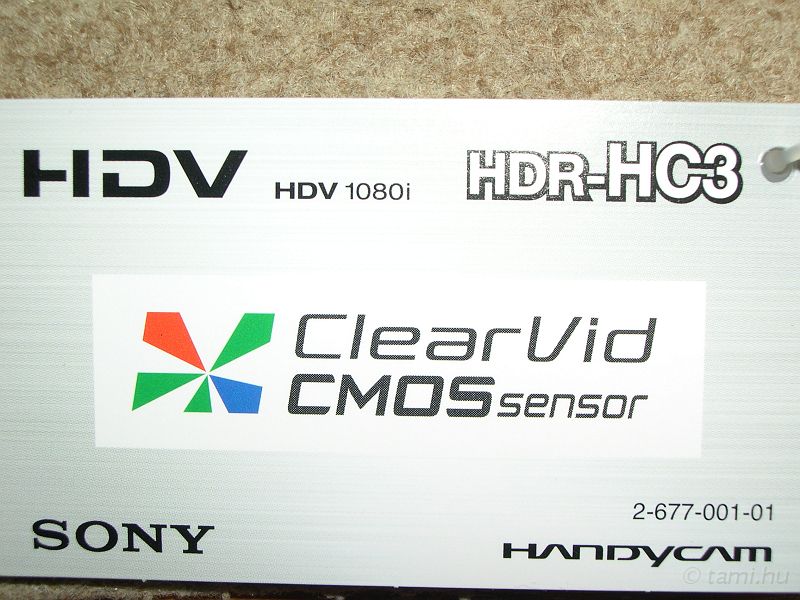 HDV HDV 1080i HDR-HC3
ClearVid
CMOS sensor
2-677-001-01
SONY HANDYCAM
© tami.hu